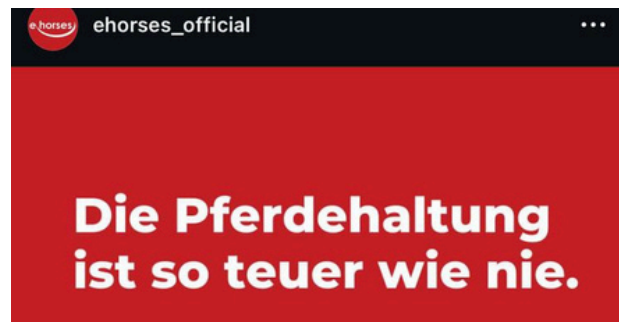 ehorses
ehorses_official
Die Pferdehaltung
ist so teuer wie nie.